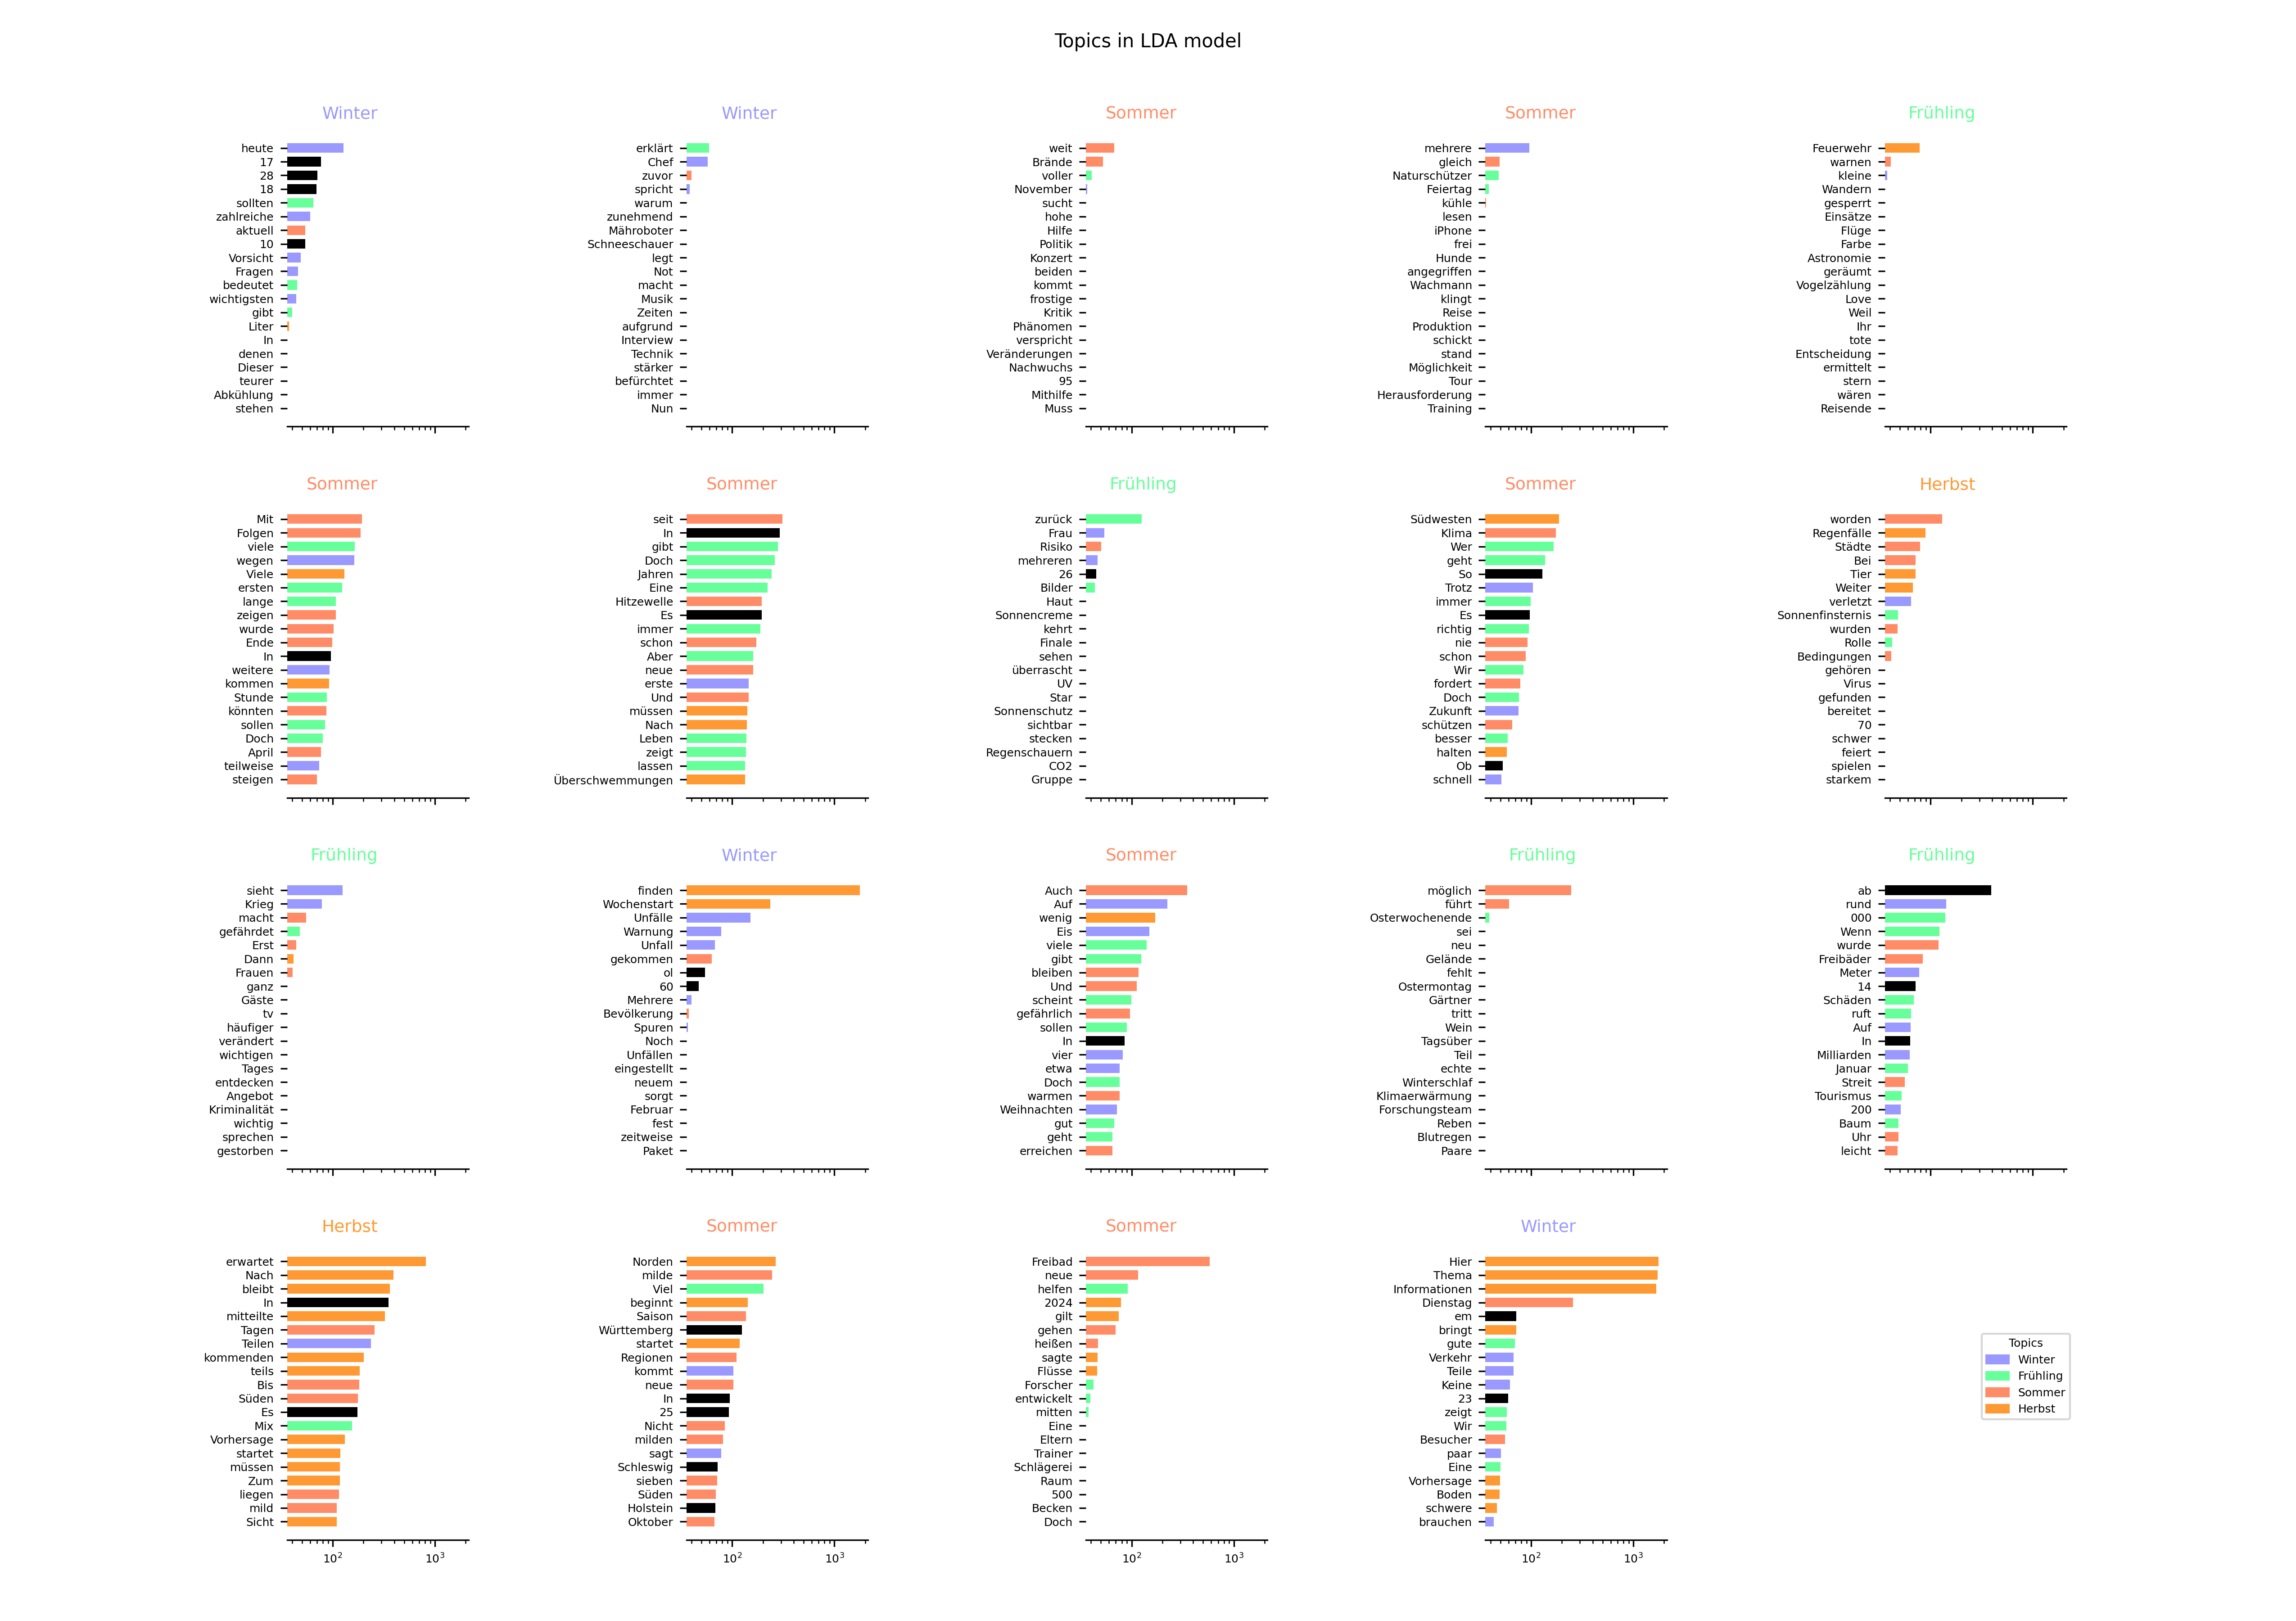 Topics in LDA model
Winter
heute
17
28
18
sollten
zahlreiche
aktuell
10
Vorsicht
Fragen
bedeutet
wichtigsten
gibt
Liter
In
denen
Dieser
teurer
Abkühlung
stehen
Winter
erklärt
Chef
zuvor
spricht
warum
zunehmend
Mähroboter
Schneeschauer
legt
Not
macht
Musik
Zeiten
aufgrund
Interview
Technik
stärker
befürchtet
immer
Nun
Sommer
weit
Brände
voller
November
sucht
hohe
Hilfe
Politik
Konzert
beiden
kommt
frostige
Kritik
Phänomen
verspricht
Veränderungen
Nachwuchs
95
Mithilfe
Muss
Sommer
mehrere
gleich
Naturschützer
Feiertag
kühle
lesen
iPhone
frei
Hunde
angegriffen
Wachmann
klingt
Reise
Produktion
schickt
stand
Möglichkeit
Tour
Herausforderung
Training
Frühling
Feuerwehr
warnen
kleine
Wandern
gesperrt
Einsätze
Flüge
Farbe
Astronomie
geräumt
Vogelzählung
Love
Weil
Ihr
tote
Entscheidung
ermittelt
stern
wären
Reisende
Sommer
Mit
Folgen
viele
wegen
Viele
ersten
lange
zeigen
wurde
Ende
In
weitere
kommen
Stunde
könnten
sollen
Doch
April
teilweise
steigen
Sommer
seit
In
gibt
Doch
Jahren
Eine
Hitzewelle
Es
immer
schon
Aber
neue
erste
Und
müssen
Nach
Leben
zeigt
lassen
Überschwemmungen
Frühling
zurück
Frau
Risiko
mehreren
26
Bilder
Haut
Sonnencreme
kehrt
Finale
sehen
überrascht
UV
Star
Sonnenschutz
sichtbar
stecken
Regenschauern
CO2
Gruppe
Sommer
Südwesten
Klima
Wer
geht
So
Trotz
immer
Es
richtig
nie
schon
Wir
fordert
Doch
Zukunft
schützen
besser
halten
Ob
schnell
Herbst
worden
Regenfälle
Städte
Bei
Tier
Weiter
verletzt
Sonnenfinsternis
wurden
Rolle
Bedingungen
gehören
Virus
gefunden
bereitet
70
schwer
feiert
spielen
starkem
Frühling
sieht
Krieg
macht
gefährdet
Erst
Dann
Frauen
ganz
Gäste
tv
häufiger
verändert
wichtigen
Tages
entdecken
Angebot
Kriminalität
wichtig
sprechen
gestorben
Winter
finden
Wochenstart
Unfälle
Warnung
Unfall
gekommen
ol
60
Mehrere
Bevölkerung
Spuren
Noch
Unfällen
eingestellt
neuem
sorgt
Februar
fest
zeitweise
Paket
Sommer
Auch
Auf
wenig
Eis
viele
gibt
bleiben
Und
scheint
gefährlich
sollen
In
vier
etwa
Doch
warmen
Weihnachten
gut
geht
erreichen
Frühling
möglich
führt
Osterwochenende
sei
neu
Gelände
fehlt
Ostermontag
Gärtner
tritt
Wein
Tagsüber
Teil
echte
Winterschlaf
Klimaerwärmung
Forschungsteam
Reben
Blutregen
Paare
Frühling
ab
rund
000
Wenn
wurde
Freibäder
Meter
14
Schäden
ruft
Auf
In
Milliarden
Januar
Streit
Tourismus
200
Baum
Uhr
leicht
Herbst
erwartet
Nach
bleibt
In
mitteilte
Tagen
Teilen
kommenden
teils
Bis
Süden
Es
Mix
Vorhersage
startet
müssen
Zum
liegen
mild
Sicht
10² 10³
Sommer
Norden
milde
Viel
beginnt
Saison
Württemberg
startet
Regionen
kommt
neue
In
25
Nicht
milden
sagt
Schleswig
sieben
Süden
Holstein
Oktober
10² 10³
Sommer
Freibad
neue
helfen
2024
gilt
gehen
heißen
sagte
Flüsse
Forscher
entwickelt
mitten
Eine
Eltern
Trainer
Schlägerei
Raum
500
Becken
Doch
10² 10³
Winter
Hier
Thema
Informationen
Dienstag
em
bringt
gute
Verkehr
Teile
Keine
23
zeigt
Wir
Besucher
paar
Eine
Vorhersage
Boden
schwere
brauchen
10² 10³
Topics
Winter
Frühling
Sommer
Herbst